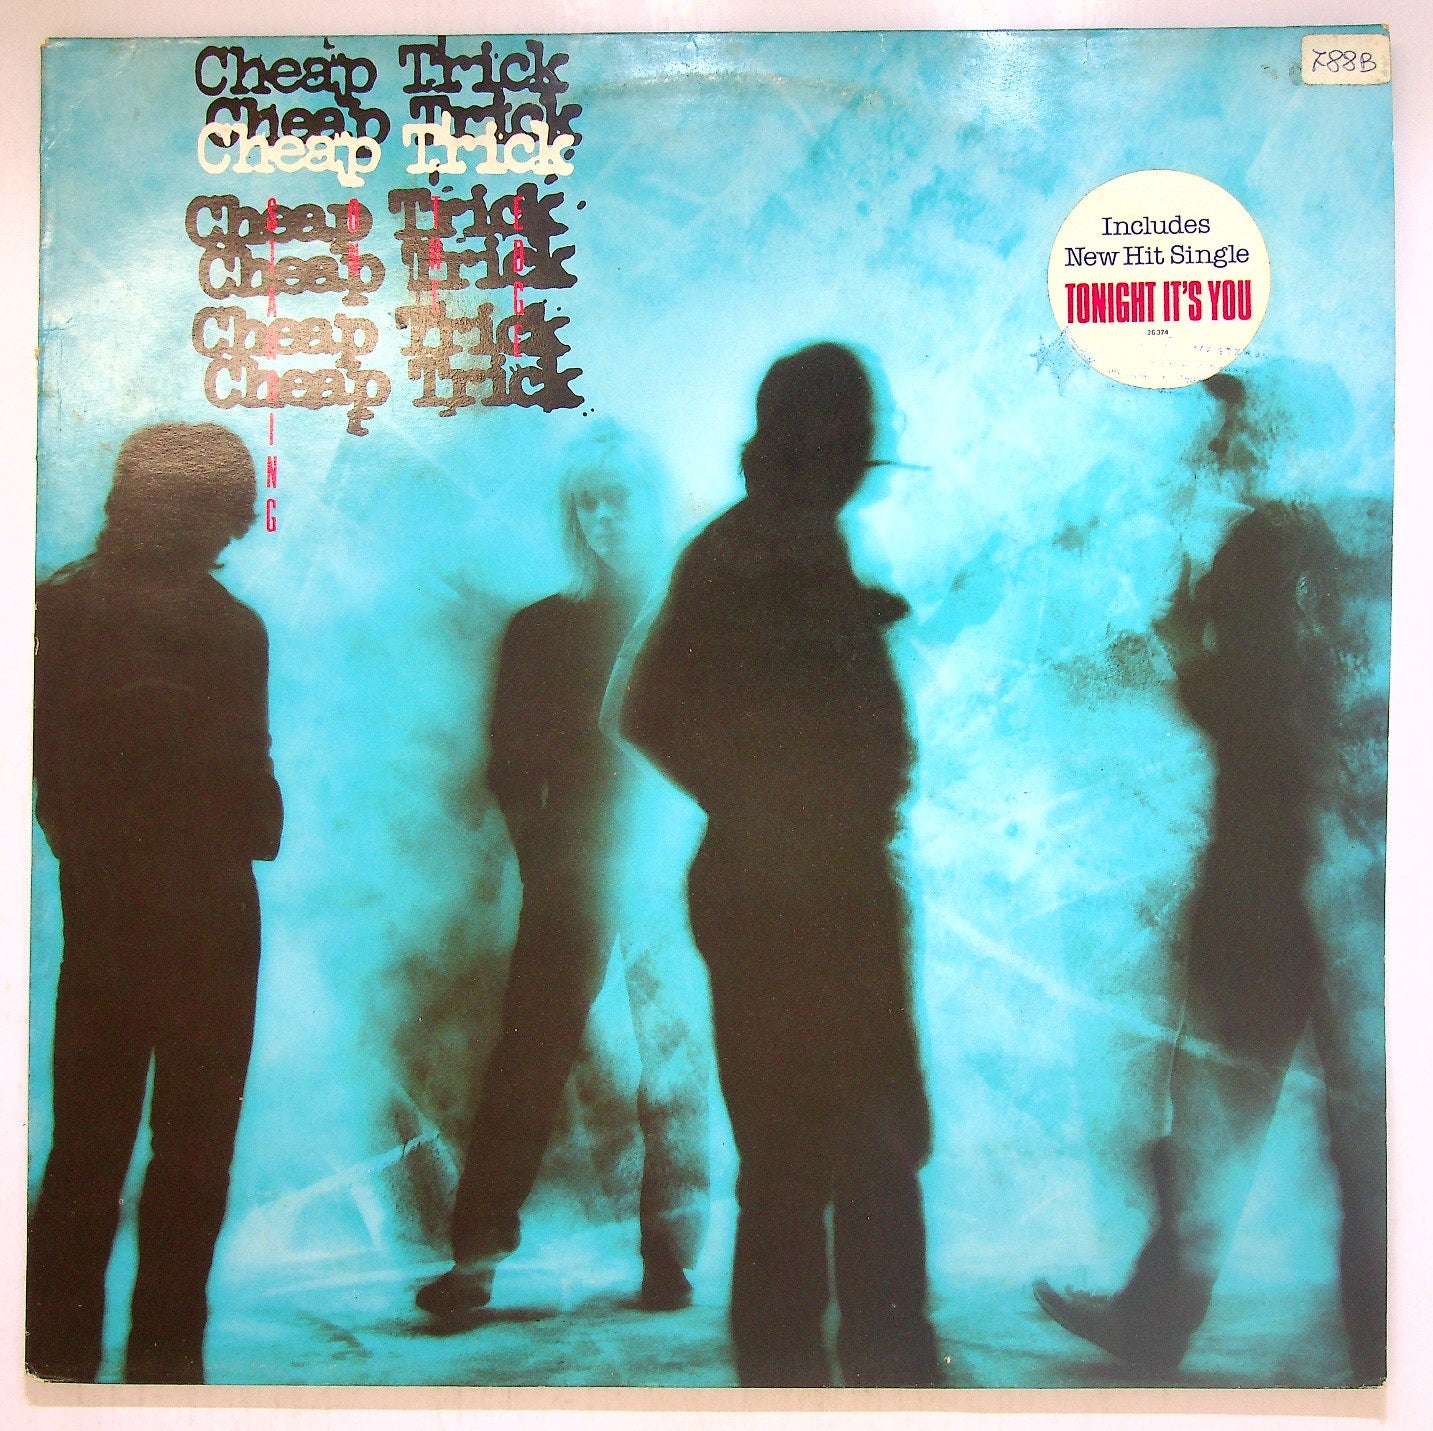 Cheap Trick
Cheap Trick
Cheap Trick
Cheap Trick
Cheap Trick
Cheap Trick
Cheap Trick
STANDING
ON
THE
EDGE
788B
Includes
New Hit Single
TONIGHT IT'S YOU
26374